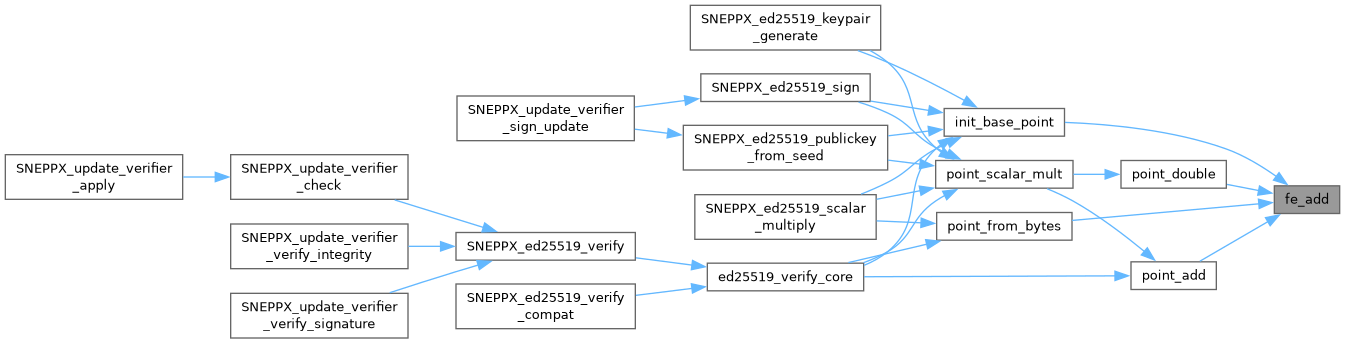 SNEPPX_ed25519_keypair
_generate
SNEPPX_ed25519_sign
SNEPPX_update_verifier
_sign_update
init_base_point
SNEPPX_ed25519_publickey
_from_seed
SNEPPX_update_verifier
_apply
SNEPPX_update_verifier
_check
point_scalar_mult
point_double
fe_add
SNEPPX_ed25519_scalar
_multiply
point_from_bytes
SNEPPX_update_verifier
_verify_integrity
SNEPPX_ed25519_verify
ed25519_verify_core
point_add
SNEPPX_update_verifier
_verify_signature
SNEPPX_ed25519_verify
_compat